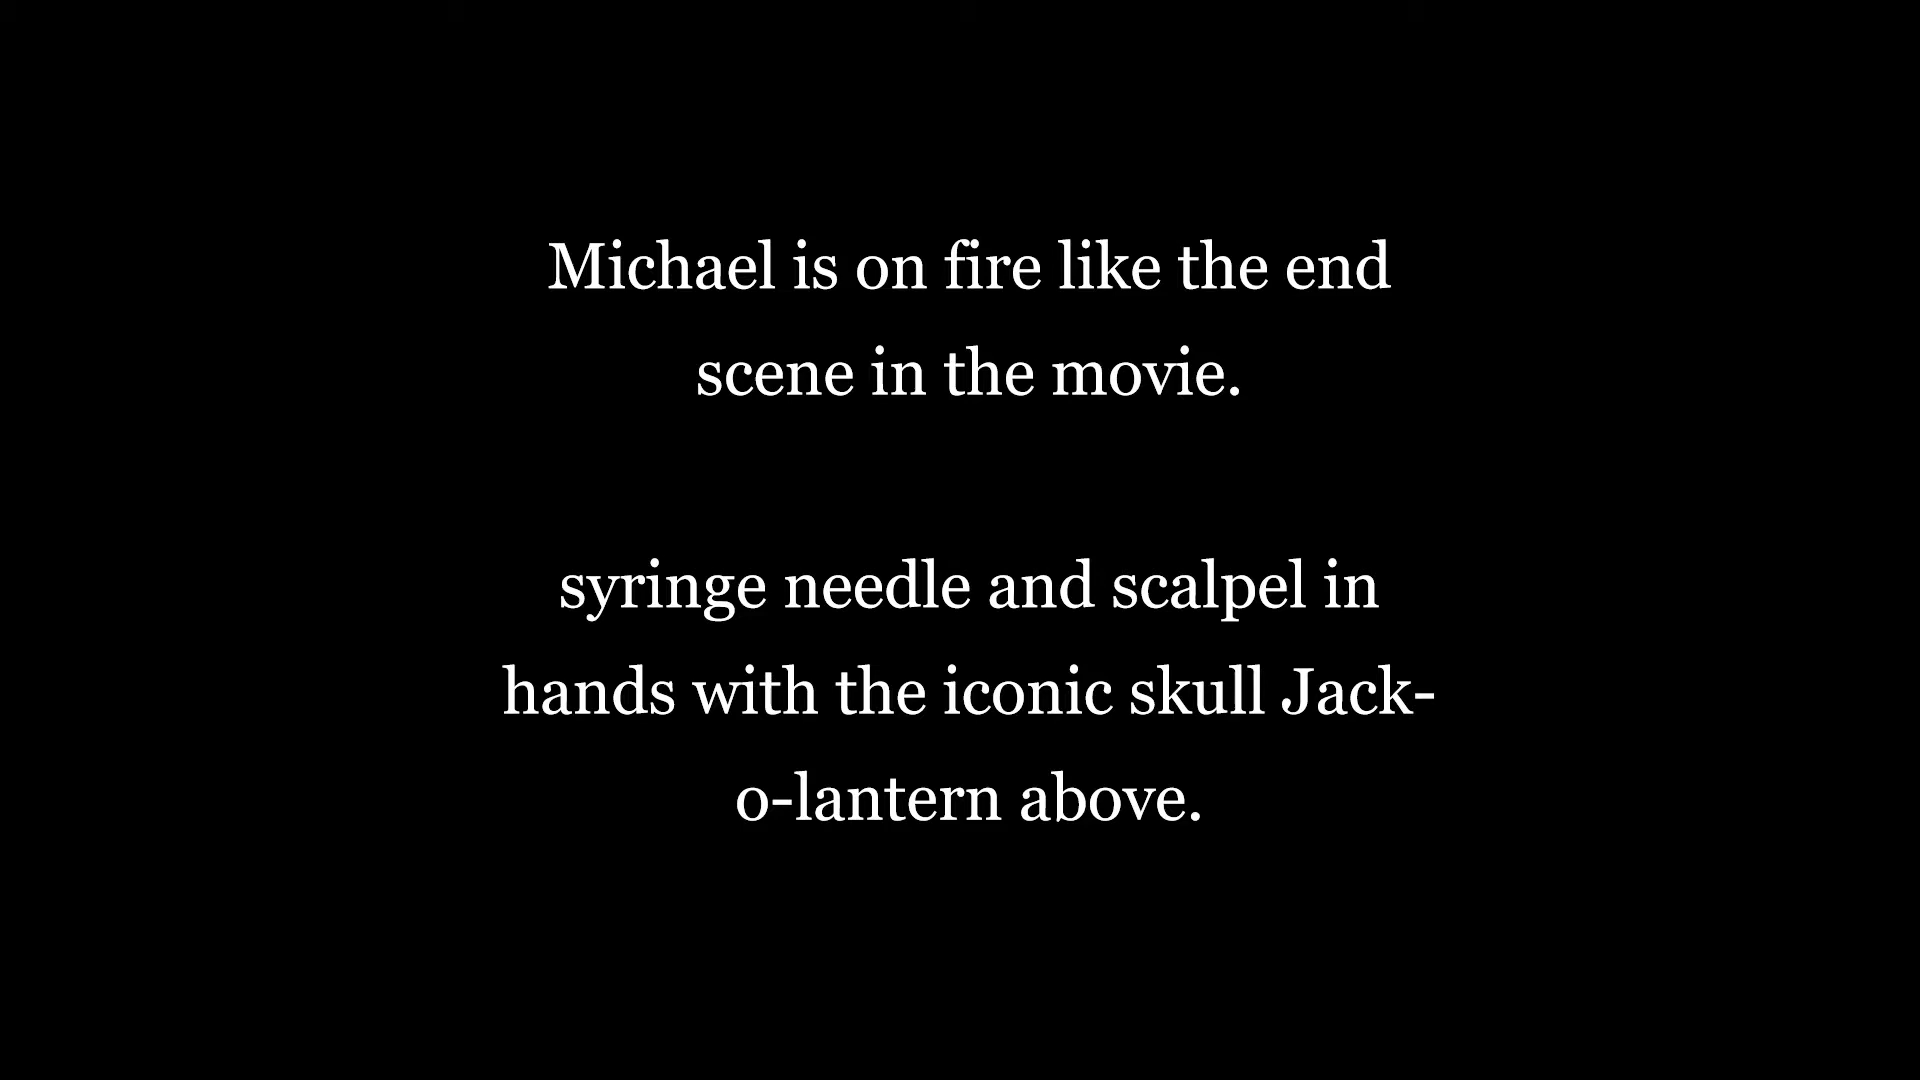 Michael is on fire like the end
scene in the movie.
syringe needle and scalpel in
hands with the iconic skull Jack-
o-lantern above.